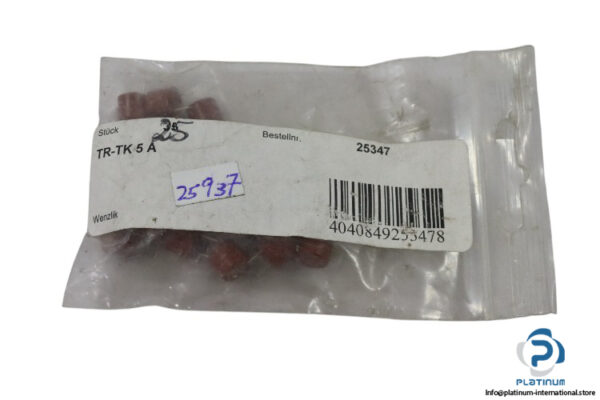 Stück
25
Bestellnr.
25347
TR-TK 5 A
25937
Wenzlik
4040849253478
PLATINUM
Info@platinum-international.store